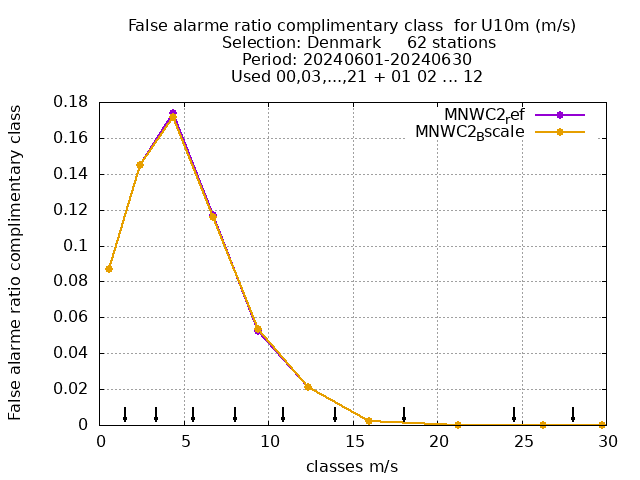 False alarme ratio complimentary class  for U10m (m/s)
Selection: Denmark     62 stations
Period: 20240601-20240630
Used 00,03,...,21 + 01 02 ... 12
False alarme ratio complimentary class
0.18
0.16
0.14
0.12
0.1
0.08
0.06
0.04
0.02
0
MNWC2ref
MNWC2Bscale
0 5 10 15 20 25 30
classes m/s